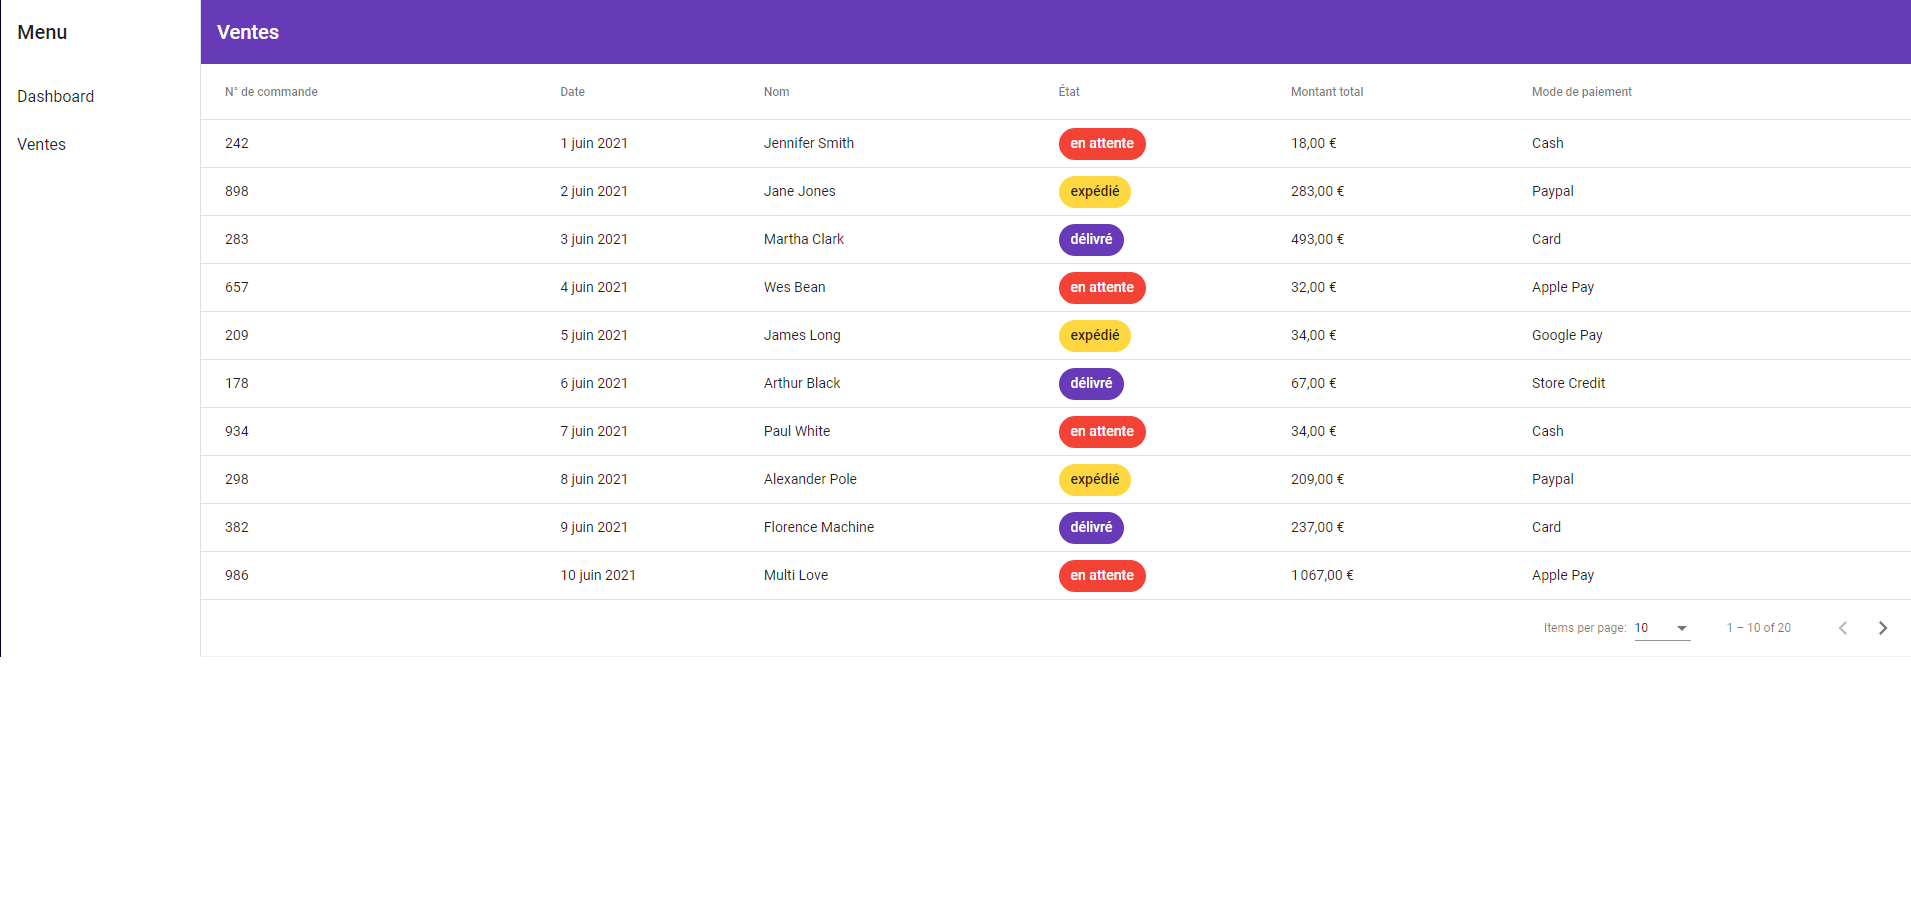 Menu
Ventes
Dashboard
Ventes
N° de commande Date Nom État Montant total Mode de paiement
242 1 juin 2021 Jennifer Smith en attente 18,00 € Cash
898 2 juin 2021 Jane Jones expédié 283,00 € Paypal
283 3 juin 2021 Martha Clark délivré 493,00 € Card
657 4 juin 2021 Wes Bean en attente 32,00 € Apple Pay
209 5 juin 2021 James Long expédié 34,00 € Google Pay
178 6 juin 2021 Arthur Black délivré 67,00 € Store Credit
934 7 juin 2021 Paul White en attente 34,00 € Cash
298 8 juin 2021 Alexander Pole expédié 209,00 € Paypal
382 9 juin 2021 Florence Machine délivré 237,00 € Card
986 10 juin 2021 Multi Love en attente 1 067,00 € Apple Pay
Items per page: 10 1 – 10 of 20